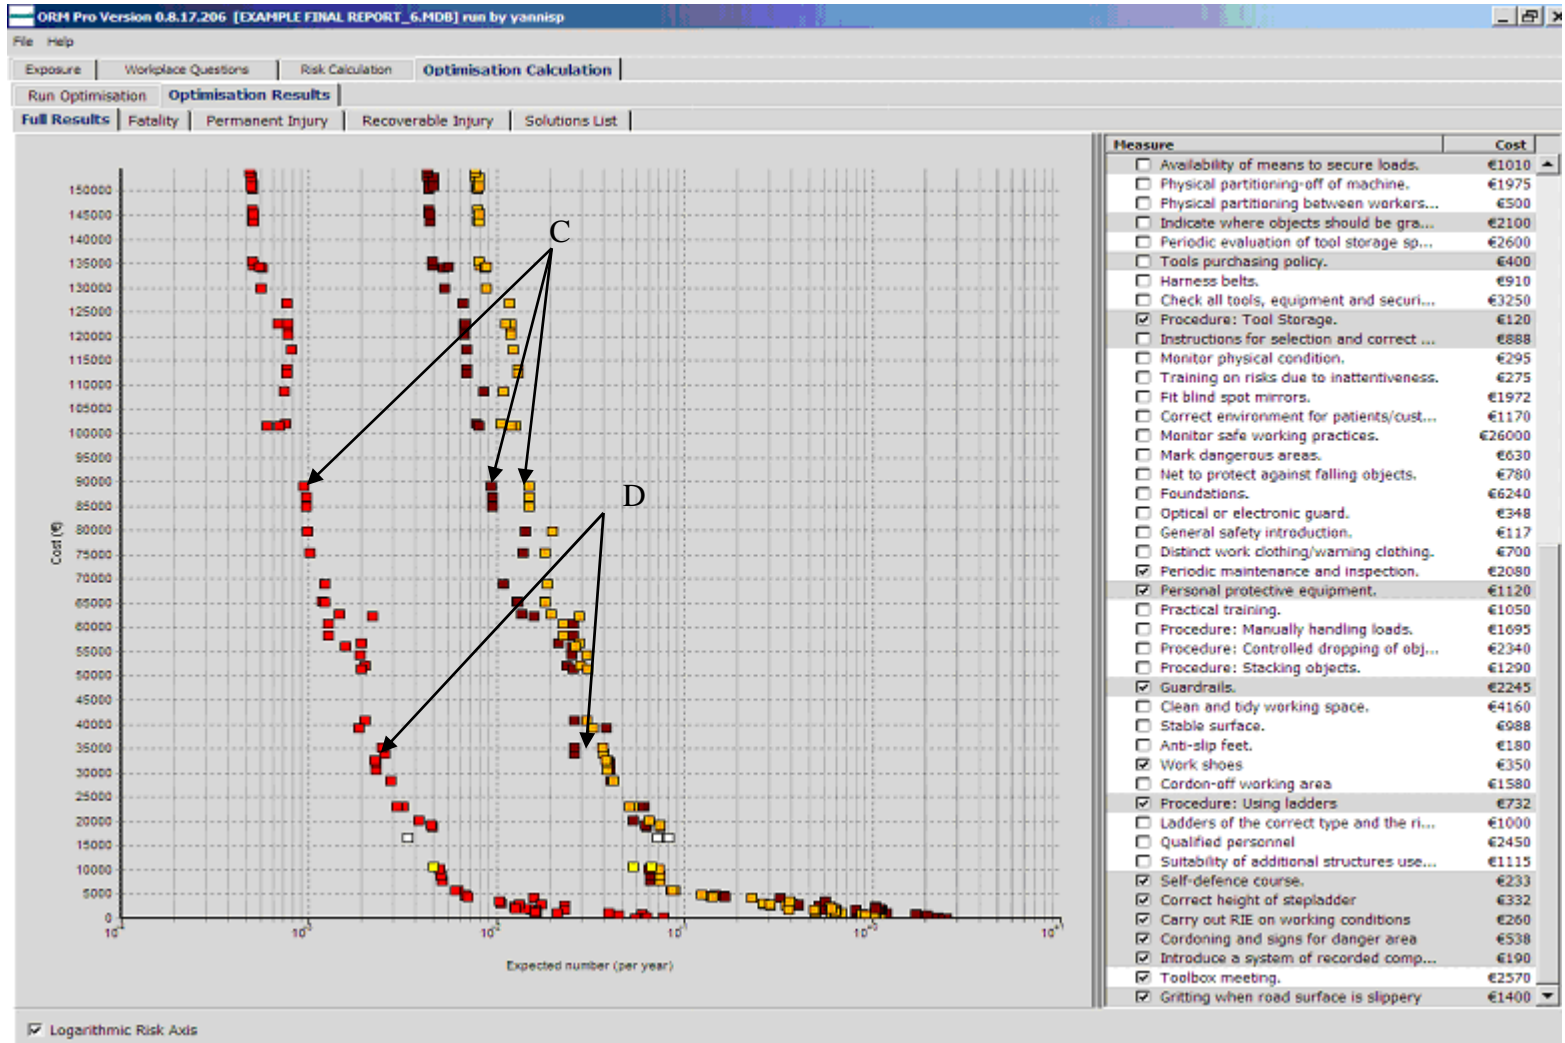 ORM Pro Version 0.8.17.206 [EXAMPLE FINAL REPORT_6.MDB] run by yannisp
File Help
Exposure Workplace Questions Risk Calculation Optimisation Calculation
Run Optimisation Optimisation Results
Full Results Fatality Permanent Injury Recoverable Injury Solutions List
Measure Cost
Availability of means to secure loads. €1010
Physical partitioning-off of machine. €1975
Physical partitioning between workers... €500
Indicate where objects should be gra... €2100
Periodic evaluation of tool storage sp... €2600
Tools purchasing policy. €400
Harness belts. €910
Check all tools, equipment and securi... €3250
Procedure: Tool Storage. €120
Instructions for selection and correct ... €888
Monitor physical condition. €295
Training on risks due to inattentiveness. €275
Fit blind spot mirrors. €1972
Correct environment for patients/cust... €1170
Monitor safe working practices. €26000
Mark dangerous areas. €630
Net to protect against falling objects. €780
Foundations. €6240
Optical or electronic guard. €348
General safety introduction. €117
Distinct work clothing/warning clothing. €700
Periodic maintenance and inspection. €2080
Personal protective equipment. €1120
Practical training. €1050
Procedure: Manually handling loads. €1695
Procedure: Controlled dropping of obj... €2340
Procedure: Stacking objects. €1290
Guardrails. €2245
Clean and tidy working space. €4160
Stable surface. €988
Anti-slip feet. €180
Work shoes €350
Cordon-off working area €1580
Procedure: Using ladders €732
Ladders of the correct type and the ri... €1000
Qualified personnel €2450
Suitability of additional structures use... €1115
Self-defence course. €233
Correct height of stepladder €332
Carry out RIE on working conditions €260
Cordoning and signs for danger area €538
Introduce a system of recorded comp... €190
Toolbox meeting. €2570
Gritting when road surface is slippery €1400
C
D
Cost (€)
150000
145000
140000
135000
130000
125000
120000
115000
110000
105000
100000
95000
90000
85000
80000
75000
70000
65000
60000
55000
50000
45000
40000
35000
30000
25000
20000
15000
10000
5000
0
Expected number (per year)
Logarithmic Risk Axis